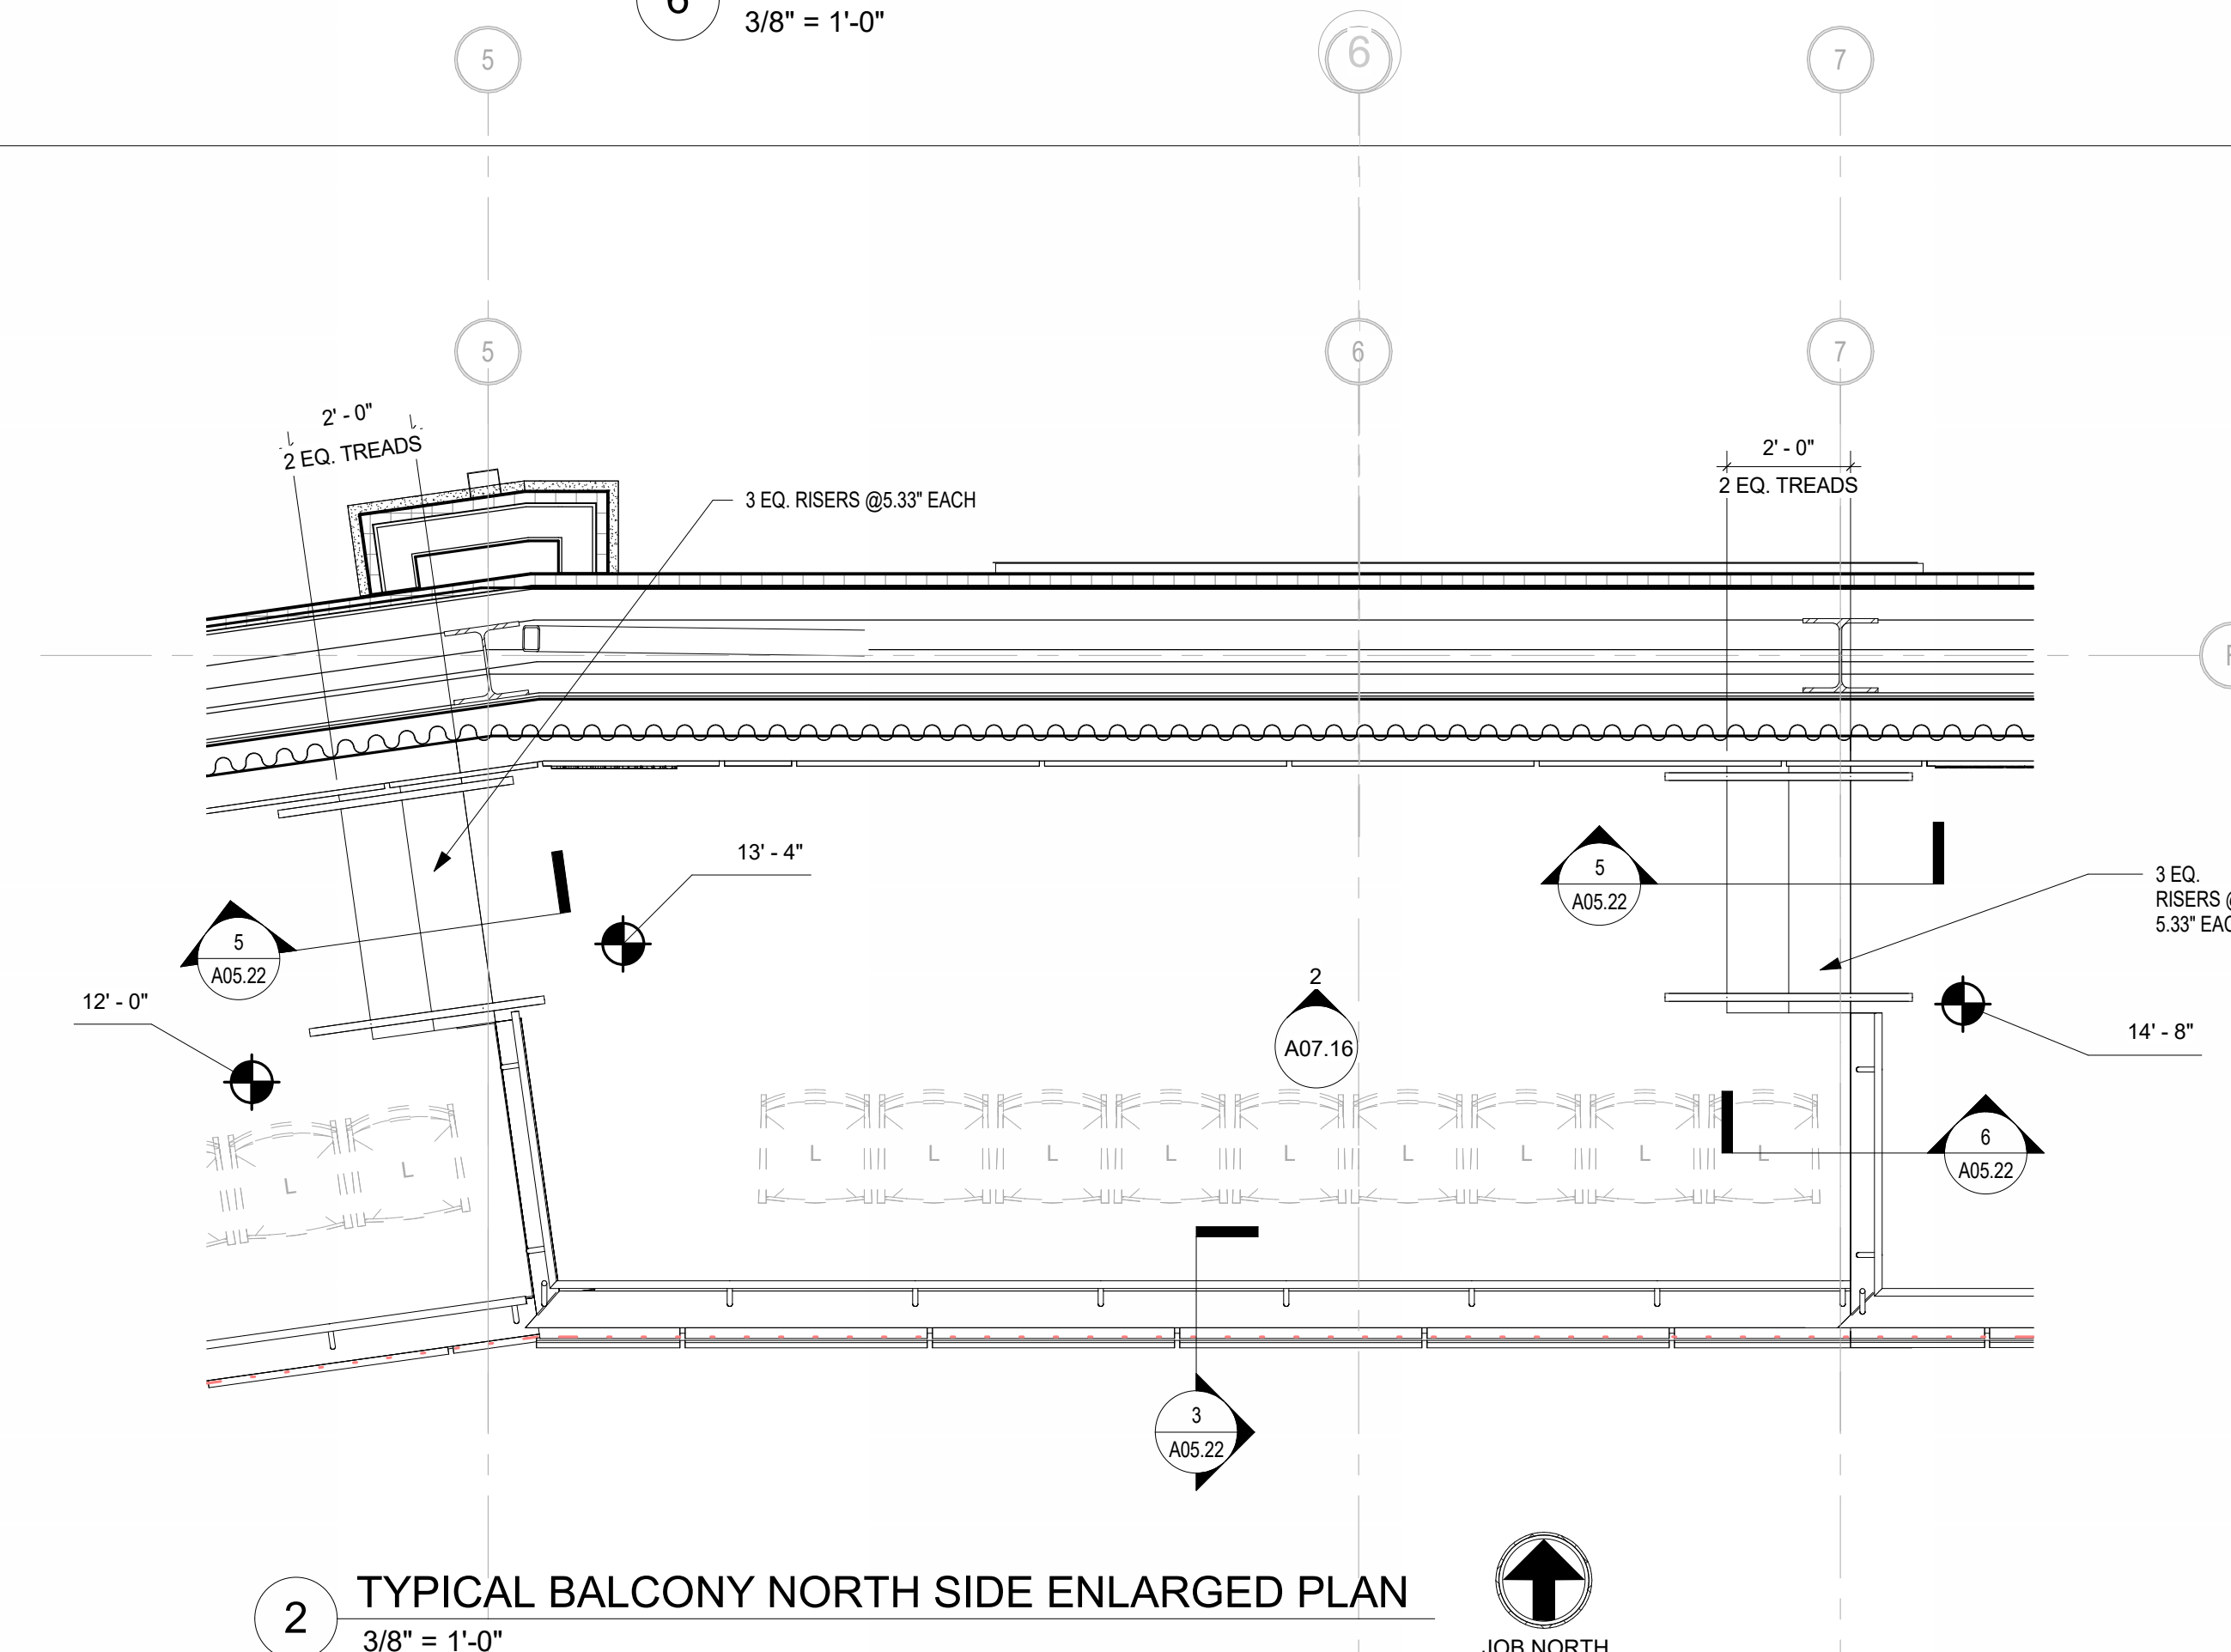 6
3/8" = 1'-0"
5
6
7
5
6
7
2' - 0"
2 EQ. TREADS
2' - 0"
2 EQ. TREADS
3 EQ. RISERS @5.33" EACH
13' - 4"
5
A05.22
3 EQ.
RISERS
5.33"
5
A05.22
12' - 0"
2
A07.16
14' - 8"
L
L
L
L
L
L
L
L
L
L
L
6
A05.22
3
A05.22
2
TYPICAL BALCONY NORTH SIDE ENLARGED PLAN
3/8" = 1'-0"
JOB NORTH